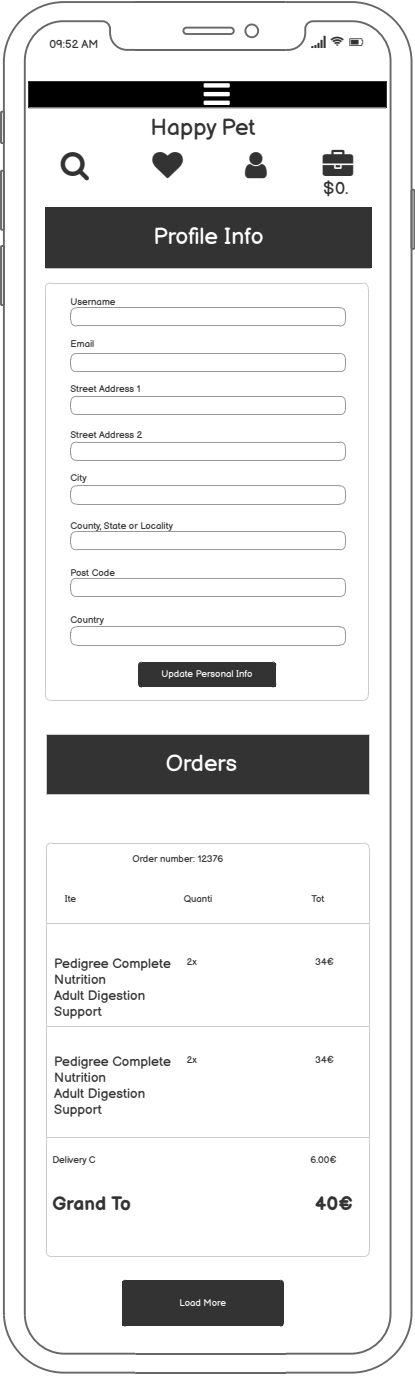 09:52 AM
Happy Pet
$0.
Profile Info
Username
Email
Street Address 1
Street Address 2
City
County, State or Locality
Post Code
Country
Update Personal Info
Orders
Order number: 12376
Ite Quanti Tot
Pedigree Complete 2x 34€
Nutrition
Adult Digestion
Support
Pedigree Complete 2x 34€
Nutrition
Adult Digestion
Support
Delivery C 6.00€
Grand To 40€
Load More